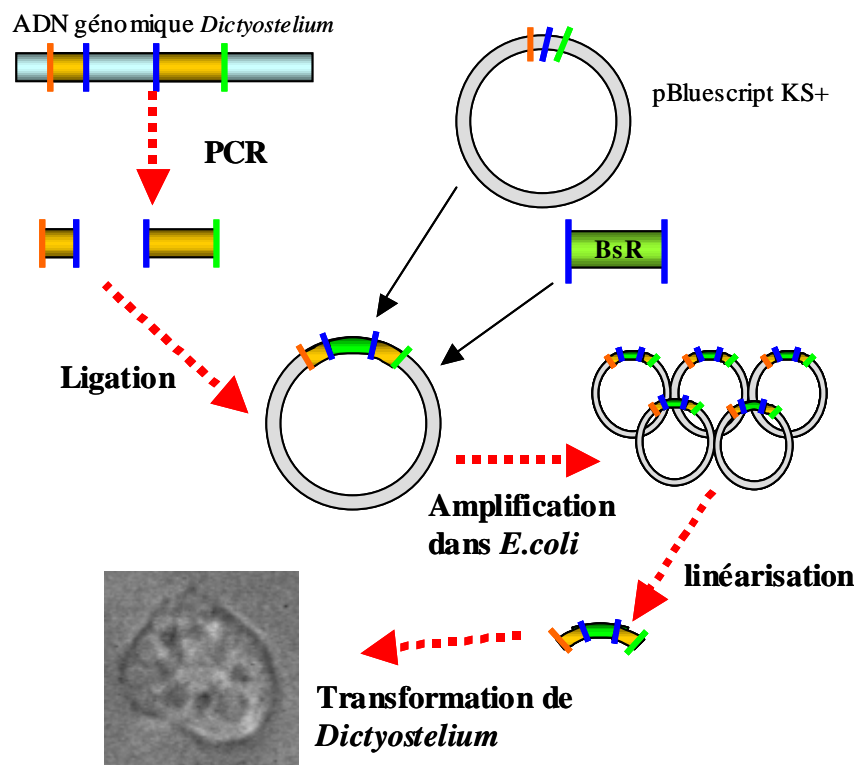 ADN génomique Dictyostelium
pBluescript KS+
PCR
BsR
Ligation
Amplification
dans E.coli
linéarisation
Transformation de
Dictyostelium